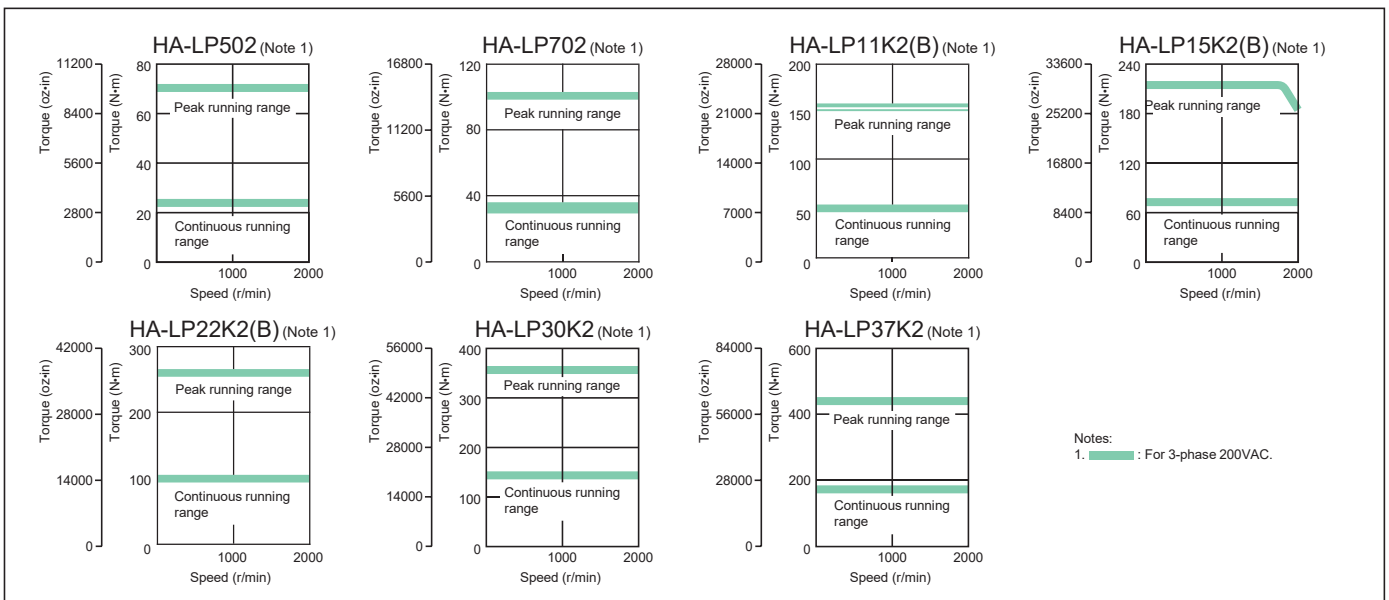 HA-LP502 (Note 1)
Torque (oz•in)
11200
8400
5600
2800
0
Torque (N•m)
80
60
40
20
0
Peak running range
Continuous running
range
1000
2000
Speed (r/min)
HA-LP702 (Note 1)
Torque (oz•in)
16800
11200
5600
0
Torque (N•m)
120
80
40
0
Peak running range
Continuous running
range
1000
2000
Speed (r/min)
HA-LP11K2(B) (Note 1)
Torque (oz•in)
28000
21000
14000
7000
0
Torque (N•m)
200
150
100
50
0
Peak running range
Continuous running
range
1000
2000
Speed (r/min)
HA-LP15K2(B) (Note 1)
Torque (oz•in)
33600
25200
16800
8400
0
Torque (N•m)
240
180
120
60
0
Peak running range
Continuous running
range
1000
2000
Speed (r/min)
HA-LP22K2(B) (Note 1)
Torque (oz•in)
42000
28000
14000
0
Torque (N•m)
300
200
100
0
Peak running range
Continuous running
range
1000
2000
Speed (r/min)
HA-LP30K2 (Note 1)
Torque (oz•in)
56000
42000
28000
14000
0
Torque (N•m)
400
300
200
100
0
Peak running range
Continuous running
range
1000
2000
Speed (r/min)
HA-LP37K2 (Note 1)
Torque (oz•in)
84000
56000
28000
0
Torque (N•m)
600
400
200
0
Peak running range
Continuous running
range
1000
2000
Speed (r/min)
Notes:
1. : For 3-phase 200VAC.